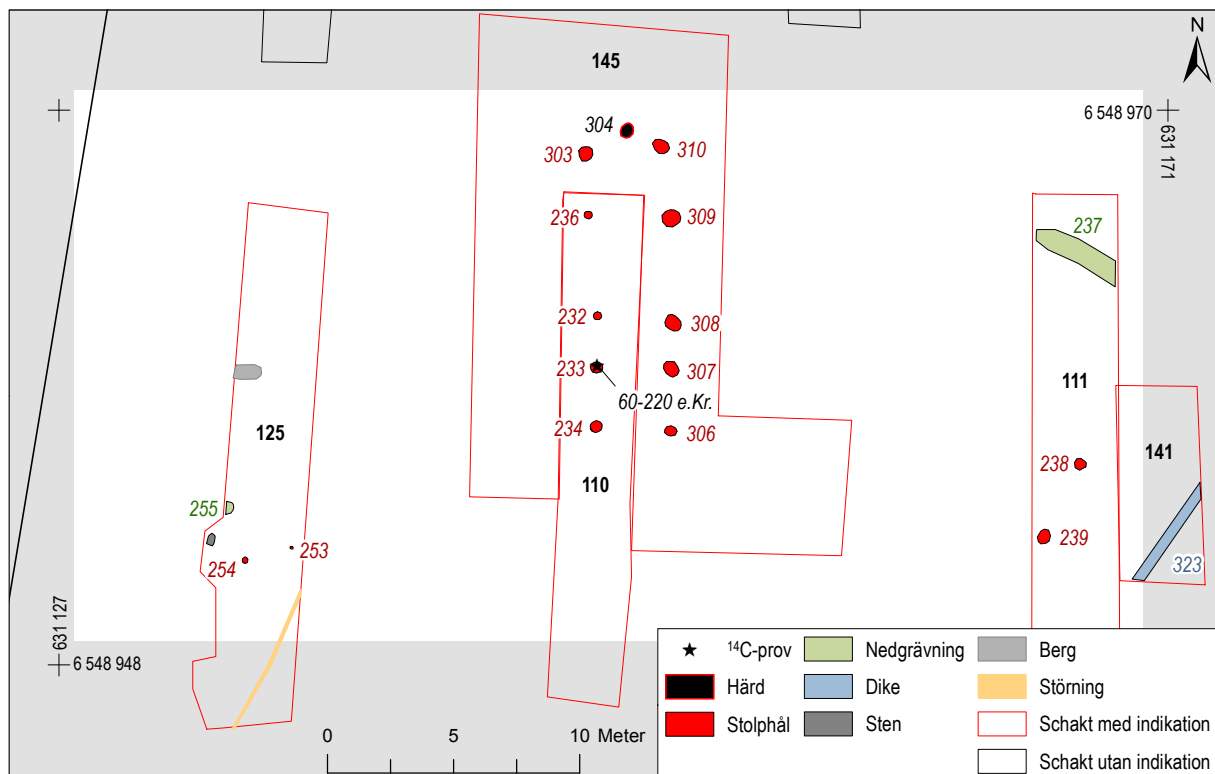 N
145
304
303
310
6 548 970
631 171
236
309
237
232
308
233
307
60-220 e.Kr.
111
125
234
306
238
141
110
255
239
253
254
323
631 127
6 548 948
0 5 10 Meter
¹⁴C-prov
Härd
Stolphål
Nedgrävning
Dike
Sten
Berg
Störning
Schakt med indikation
Schakt utan indikation